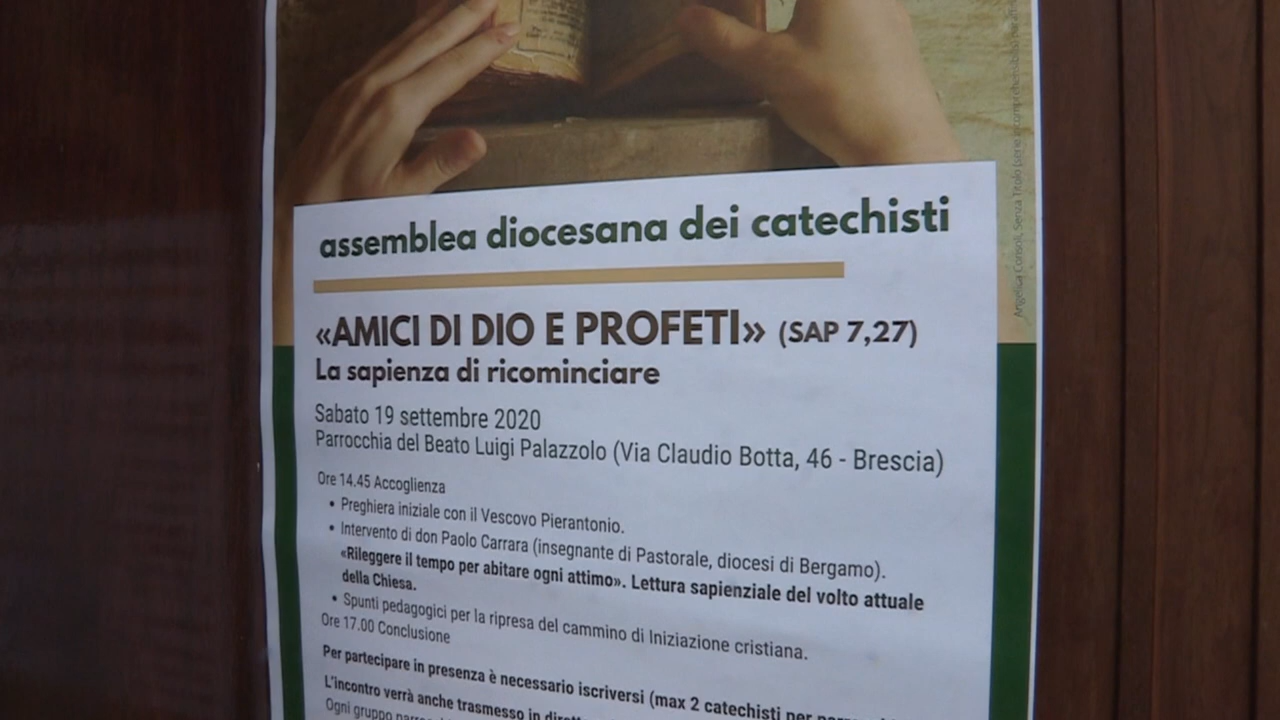 assemblea diocesana dei catechisti
«AMICI DI DIO E PROFETI» (SAP 7,27)
La sapienza di ricominciare
Sabato 19 settembre 2020
Parrocchia del Beato Luigi Palazzolo (Via Claudio Botta, 46 - Brescia)
Ore 14.45 Accoglienza
• Preghiera iniziale con il Vescovo Pierantonio.
• Intervento di don Paolo Carrara (insegnante di Pastorale, diocesi di Bergamo).
«Rileggere il tempo per abitare ogni attimo». Lettura sapienziale del volto attuale
della Chiesa.
• Spunti pedagogici per la ripresa del cammino di Iniziazione cristiana.
Ore 17.00 Conclusione
Per partecipare in presenza è necessario iscriversi (max 2 catechisti per
L'incontro verrà anche trasmesso in
Ogni gruppo
Angelica Consoli, Senza Titolo